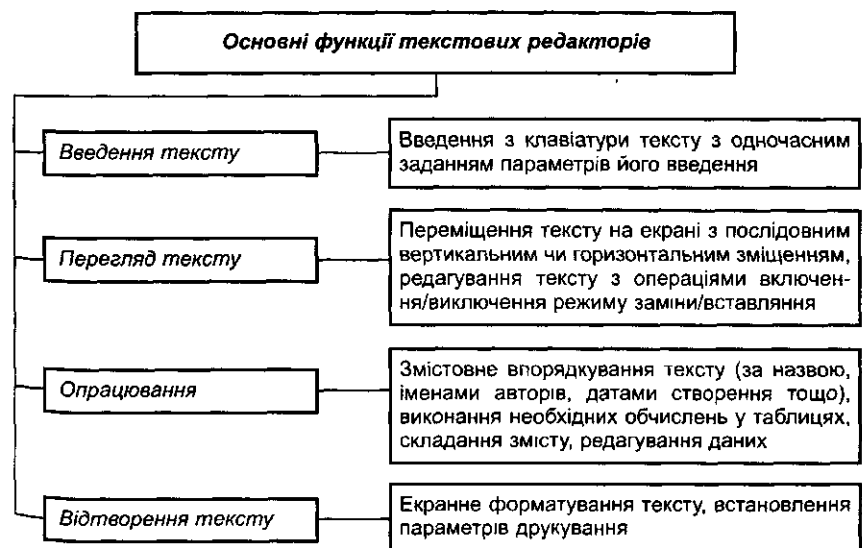 Основні функції текстових редакторів
Введення тексту
Введення з клавіатури тексту з одночасним
заданням параметрів його введення
Перегляд тексту
Переміщення тексту на екрані з послідовним
вертикальним чи горизонтальним зміщенням,
редагування тексту з операціями включен-
ня/виключення режиму заміни/вставляння
Опрацювання
Змістовне впорядкування тексту (за назвою,
іменами авторів, датами створення тощо),
виконання необхідних обчислень у таблицях,
складання змісту, редагування даних
Відтворення тексту
Екранне форматування тексту, встановлення
параметрів друкування